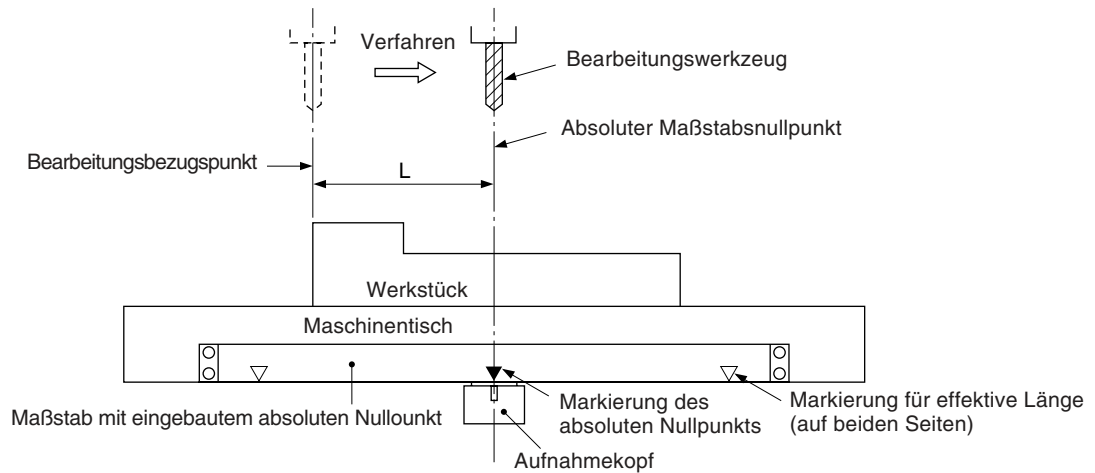 Verfahren
Bearbeitungswerkzeug
Absoluter Maßstabsnullpunkt
Bearbeitungsbezugspunkt
L
Werkstück
Maschinentisch
Maßstab mit eingebautem absoluten Nullounkt
Markierung des
absoluten Nullpunkts
Markierung für effektive Länge
(auf beiden Seiten)
Aufnahmekopf